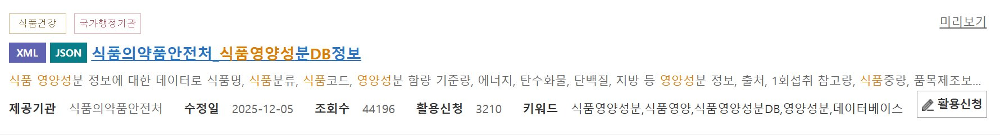 식품건강 국가행정기관 미리보기
XML JSON 식품의약품안전처_식품영양성분DB정보
식품 영양성분 정보에 대한 데이터로 식품명, 식품분류, 식품코드, 영양성분 함량 기준량, 에너지, 탄수화물, 단백질, 지방 등 영양성분 정보, 출처, 1회섭취 참고량, 식품중량, 품목제조보...
제공기관 식품의약품안전처 수정일 2025-12-05 조회수 44196 활용신청 3210 키워드 식품영양성분,식품영양,식품영양성분DB,영양성분,데이터베이스 활용신청